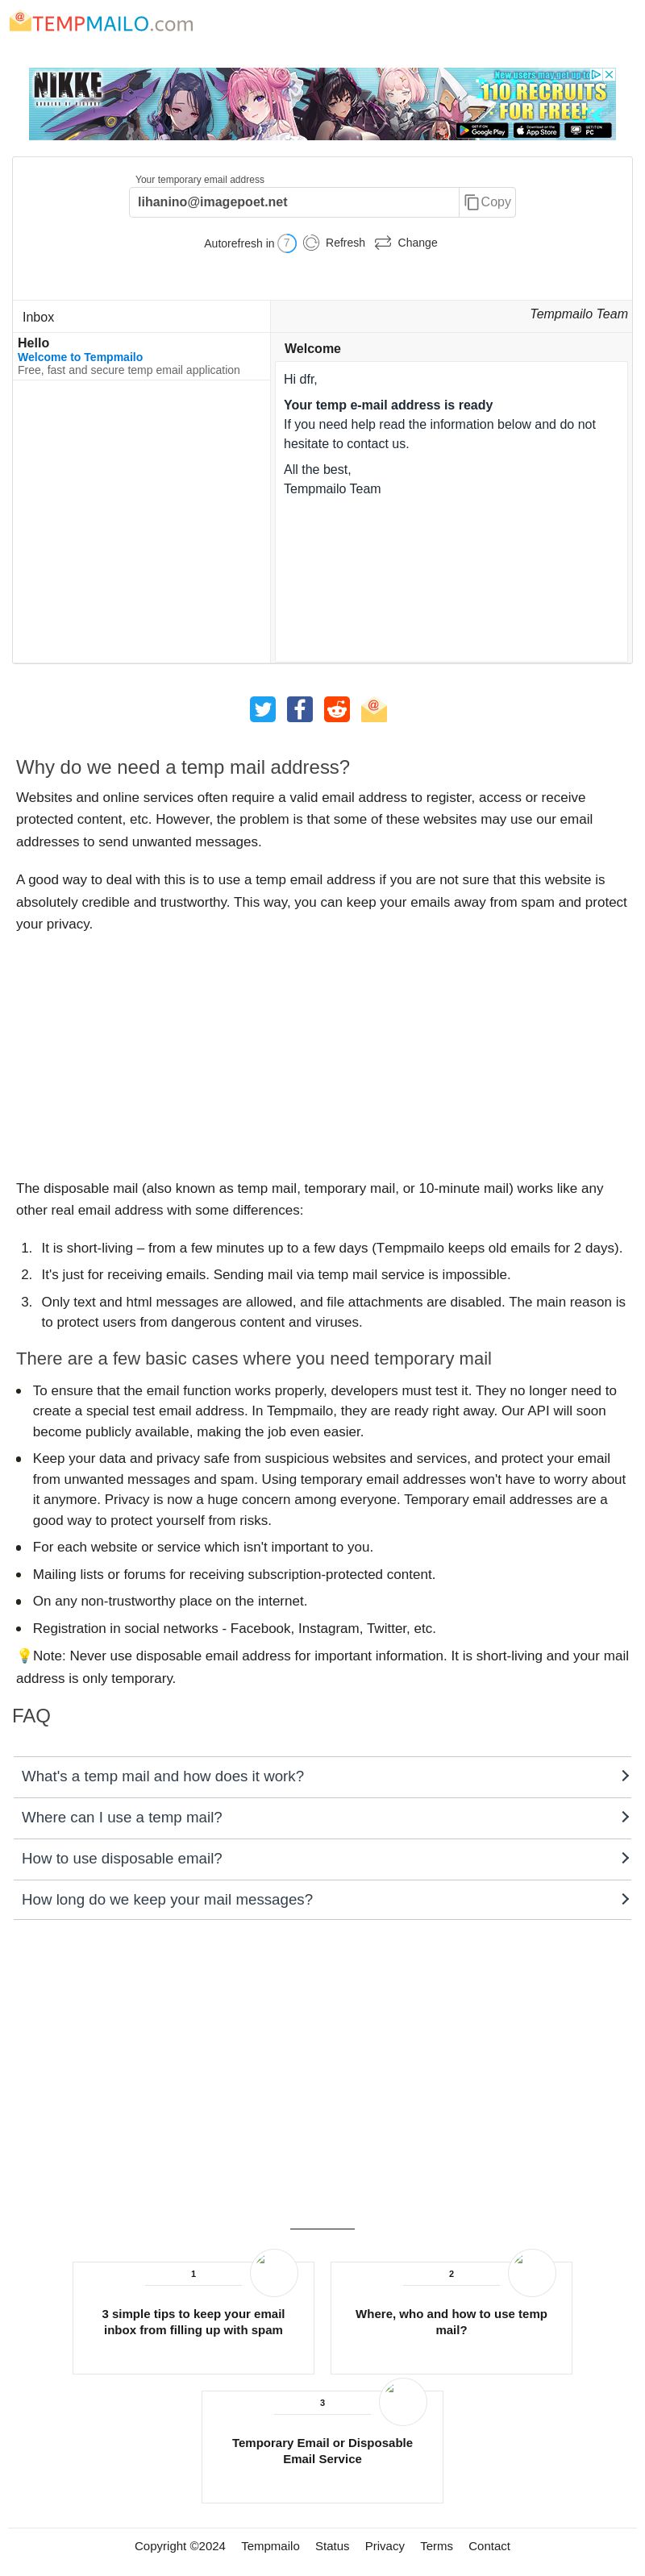 TEMPMAILO.com
NIKKE
GODDESS OF VICTORY
New users may get up to
110 RECRUITS
FOR FREE!
GET IT ON
Google Play
Download on the
App Store
GET IT ON
PC
Your temporary email address
lihanino@imagepoet.net
Copy
Autorefresh in 7 Refresh Change
Inbox
Tempmailo Team
Hello
Welcome to Tempmailo
Free, fast and secure temp email application
Welcome
Hi dfr,
Your temp e-mail address is ready
If you need help read the information below and do not
hesitate to contact us.
All the best,
Tempmailo Team
Why do we need a temp mail address?
Websites and online services often require a valid email address to register, access or receive
protected content, etc. However, the problem is that some of these websites may use our email
addresses to send unwanted messages.
A good way to deal with this is to use a temp email address if you are not sure that this website is
absolutely credible and trustworthy. This way, you can keep your emails away from spam and protect
your privacy.
The disposable mail (also known as temp mail, temporary mail, or 10-minute mail) works like any
other real email address with some differences:
1. It is short-living – from a few minutes up to a few days (Tempmailo keeps old emails for 2 days).
2. It's just for receiving emails. Sending mail via temp mail service is impossible.
3. Only text and html messages are allowed, and file attachments are disabled. The main reason is
to protect users from dangerous content and viruses.
There are a few basic cases where you need temporary mail
• To ensure that the email function works properly, developers must test it. They no longer need to
create a special test email address. In Tempmailo, they are ready right away. Our API will soon
become publicly available, making the job even easier.
• Keep your data and privacy safe from suspicious websites and services, and protect your email
from unwanted messages and spam. Using temporary email addresses won't have to worry about
it anymore. Privacy is now a huge concern among everyone. Temporary email addresses are a
good way to protect yourself from risks.
• For each website or service which isn't important to you.
• Mailing lists or forums for receiving subscription-protected content.
• On any non-trustworthy place on the internet.
• Registration in social networks - Facebook, Instagram, Twitter, etc.
💡Note: Never use disposable email address for important information. It is short-living and your mail
address is only temporary.
FAQ
What's a temp mail and how does it work?
Where can I use a temp mail?
How to use disposable email?
How long do we keep your mail messages?
1
3 simple tips to keep your email
inbox from filling up with spam
2
Where, who and how to use temp
mail?
3
Temporary Email or Disposable
Email Service
Copyright ©2024 Tempmailo Status Privacy Terms Contact